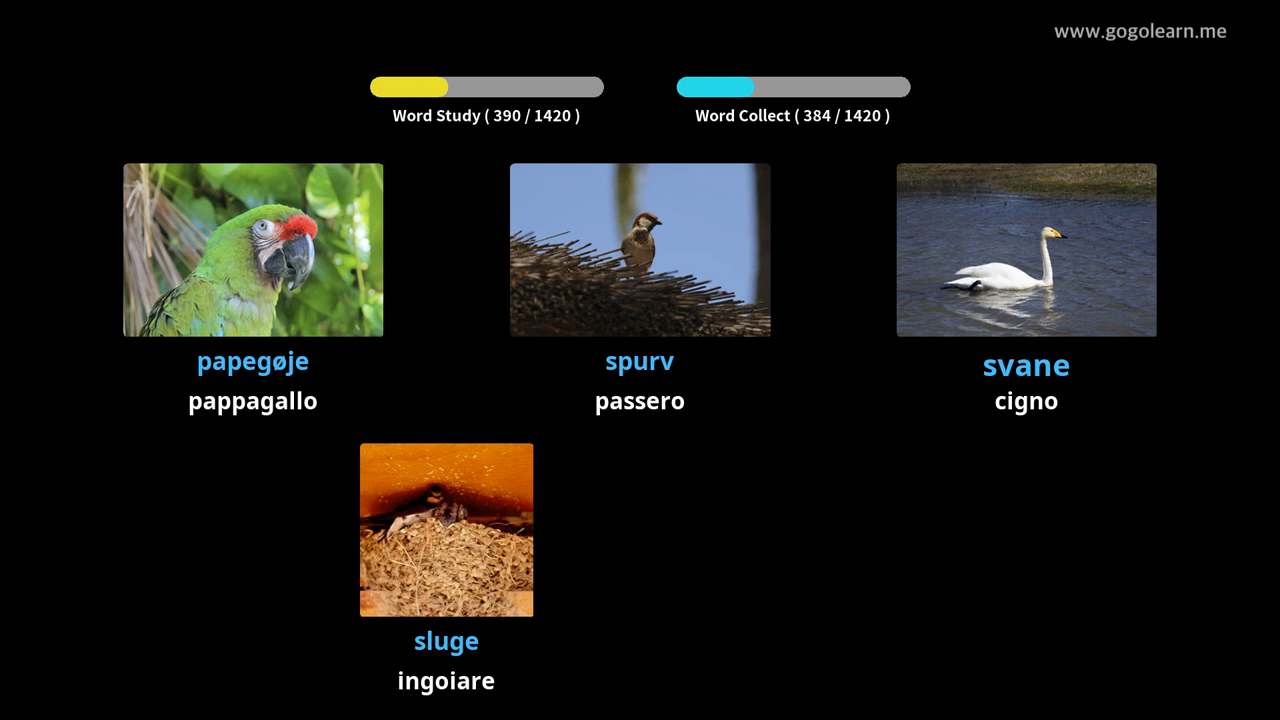 www.gogolearn.me
Word Study ( 390 / 1420 )
Word Collect ( 384 / 1420 )
papegøje
pappagallo
spurv
passero
svane
cigno
sluge
ingoiare